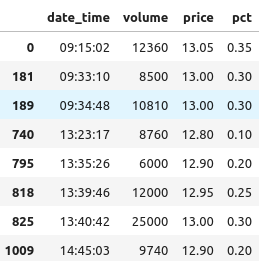 date_time volume price pct
0 09:15:02 12360 13.05 0.35
181 09:33:10 8500 13.00 0.30
189 09:34:48 10810 13.00 0.30
740 13:23:17 8760 12.80 0.10
795 13:35:26 6000 12.90 0.20
818 13:39:46 12000 12.95 0.25
825 13:40:42 25000 13.00 0.30
1009 14:45:03 9740 12.90 0.20